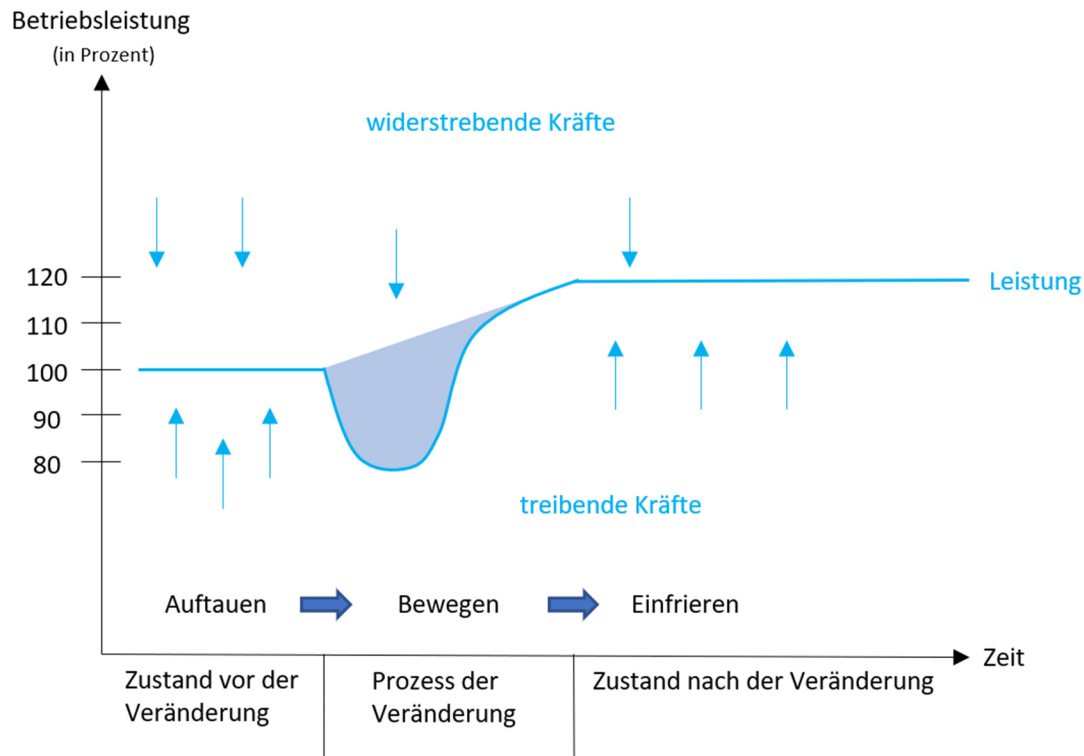 Betriebsleistung
(in Prozent)
widerstrebende Kräfte
120
Leistung
110
100
90
80
treibende Kräfte
Auftauen
Bewegen
Einfrieren
Zeit
Zustand vor der
Veränderung
Prozess der
Veränderung
Zustand nach der Veränderung